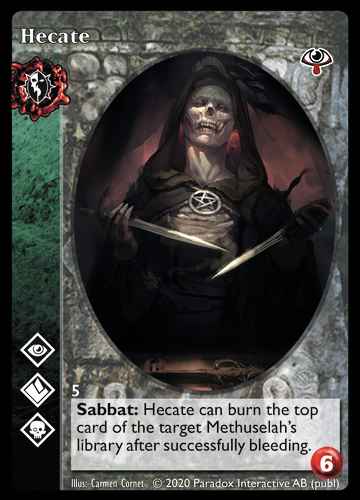 Hecate
5
Sabbat: Hecate can burn the top
card of the target Methuselah's
library after successfully bleeding.
6
Illus: Carmen Cornet © 2020 Paradox Interactive AB (publ)